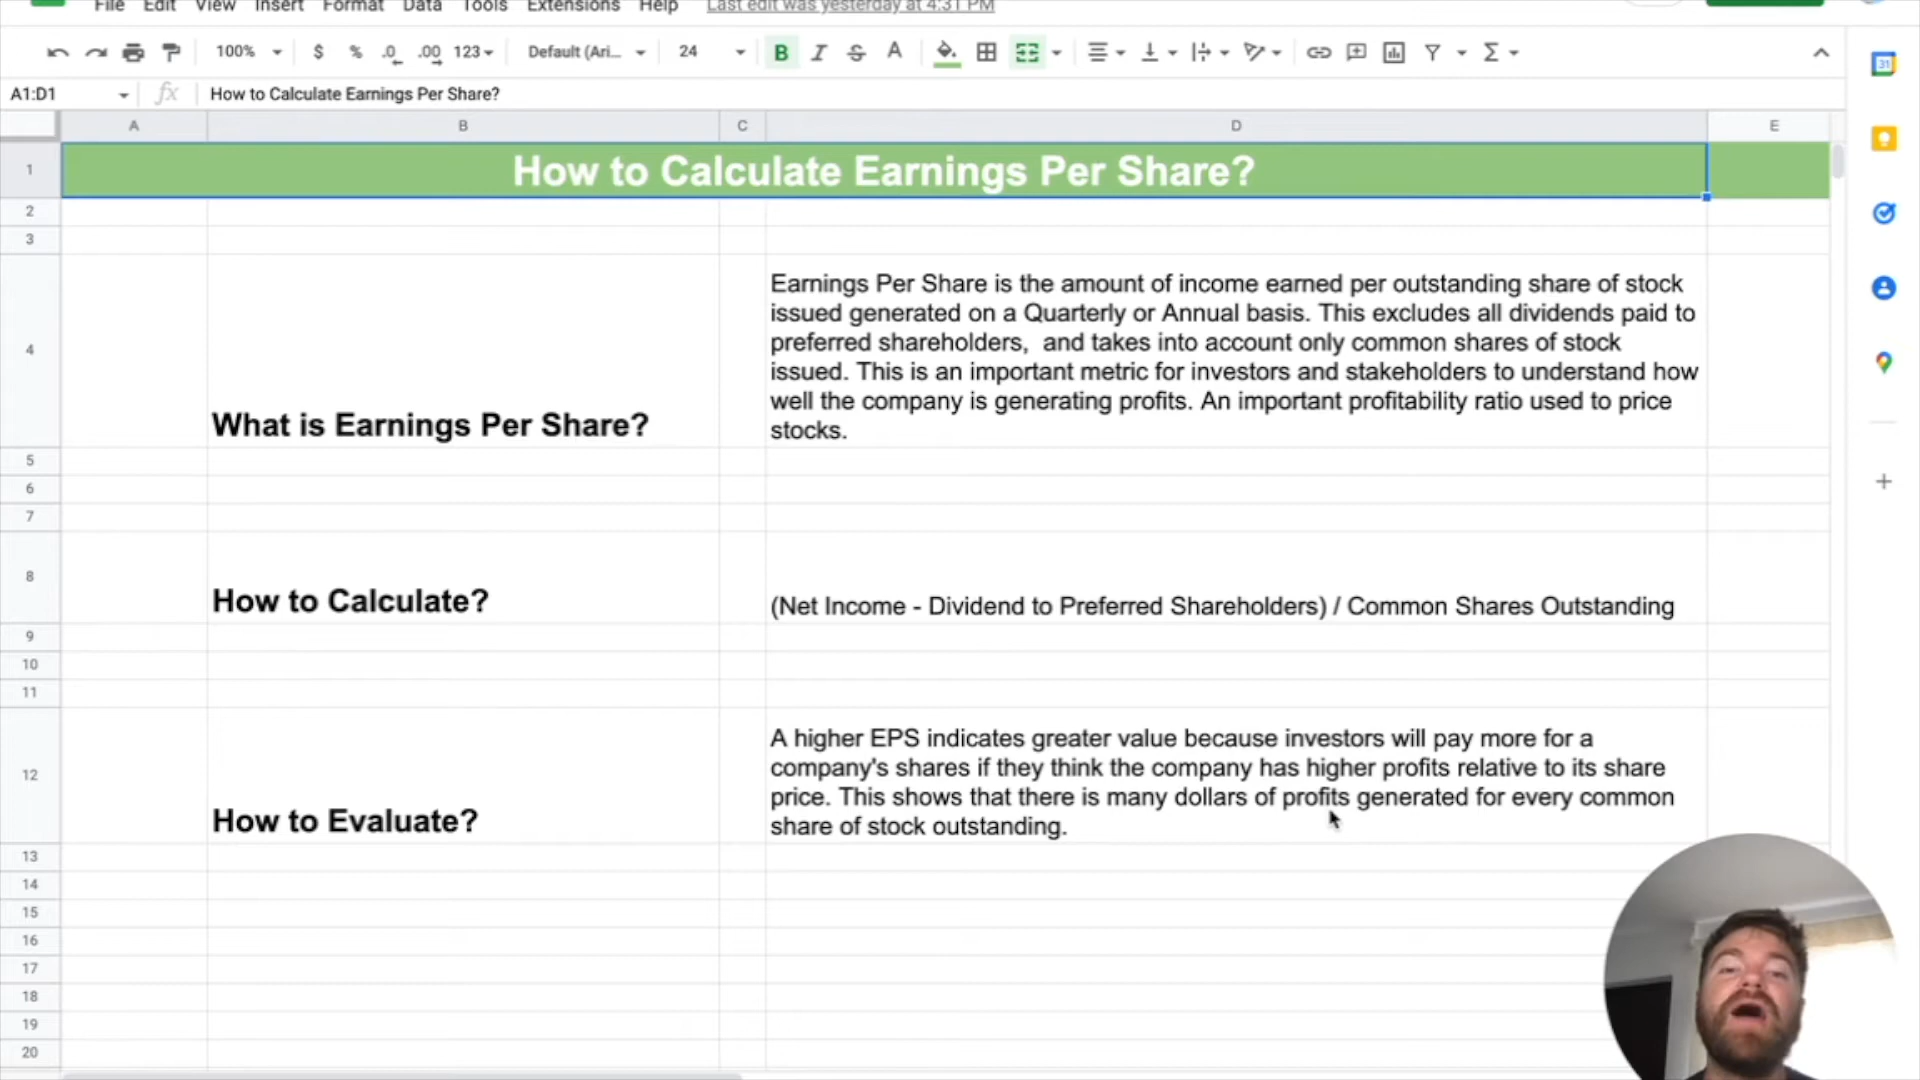 File Edit View Insert Format Data Tools Extensions Help Last edit was yesterday at 4:31 PM
100% $ % .0 .00 123 Default (Ari... 24 B I S A Σ
A1:D1 fx How to Calculate Earnings Per Share?
A B C D E
1 How to Calculate Earnings Per Share?
2
3
Earnings Per Share is the amount of income earned per outstanding share of stock
issued generated on a Quarterly or Annual basis. This excludes all dividends paid to
preferred shareholders,  and takes into account only common shares of stock
4
issued. This is an important metric for investors and stakeholders to understand how
well the company is generating profits. An important profitability ratio used to price
What is Earnings Per Share? stocks.
5
6
7
8
How to Calculate? (Net Income - Dividend to Preferred Shareholders) / Common Shares Outstanding
9
10
11
A higher EPS indicates greater value because investors will pay more for a
12 company's shares if they think the company has higher profits relative to its share
price. This shows that there is many dollars of profits generated for every common
How to Evaluate? share of stock outstanding.
13
14
15
16
17
18
19
20
31